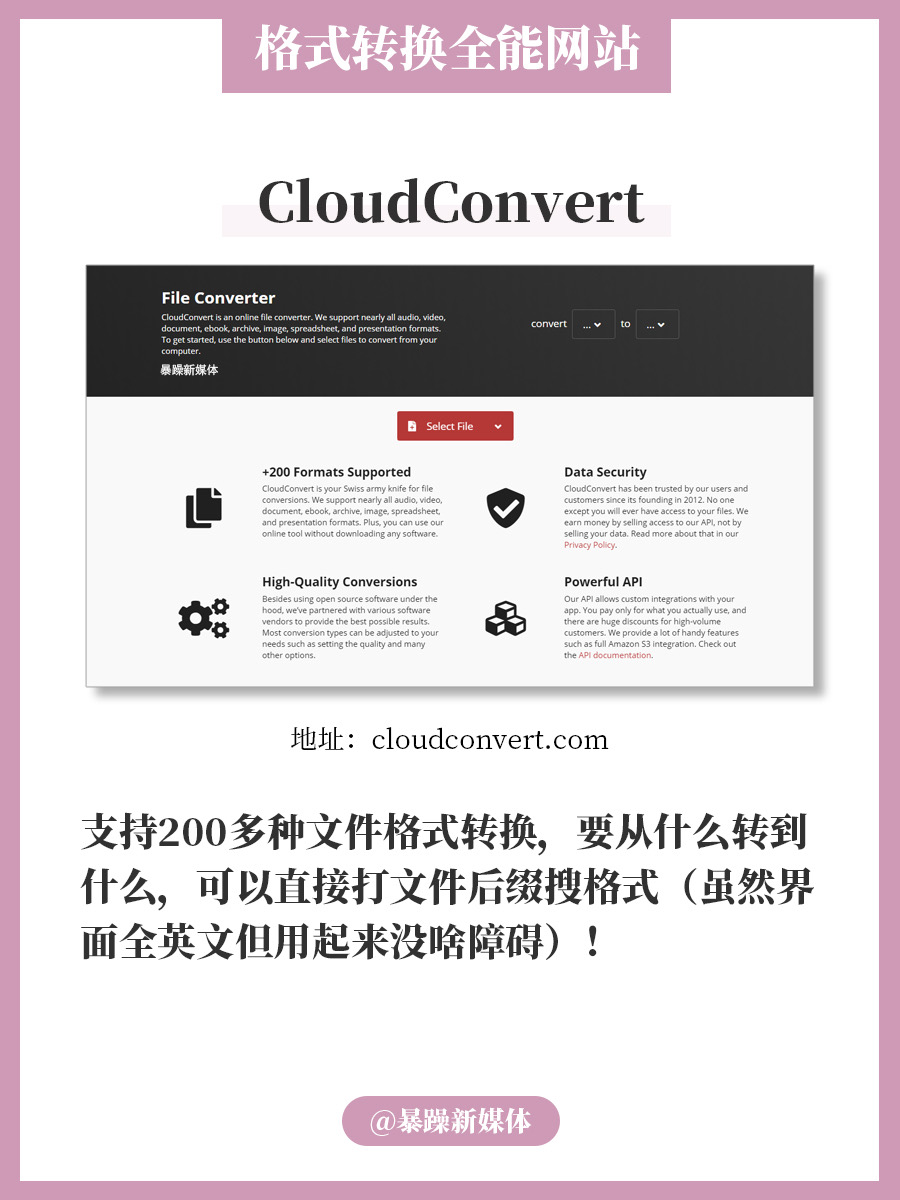 格式转换全能网站
CloudConvert
File Converter
CloudConvert is an online file converter. We support nearly all audio, video,
document, ebook, archive, image, spreadsheet, and presentation formats.
To get started, use the button below and select files to convert from your
computer.
暴躁新媒体
convert ... to ...
Select File
+200 Formats Supported
CloudConvert is your Swiss army knife for file
conversions. We support nearly all audio, video,
document, ebook, archive, image, spreadsheet,
and presentation formats. Plus, you can use our
online tool without downloading any software.
Data Security
CloudConvert has been trusted by our users and
customers since its founding in 2012. No one
except you will ever have access to your files. We
earn money by selling access to our API, not by
selling your data. Read more about that in our
Privacy Policy.
High-Quality Conversions
Besides using open source software under the
hood, we've partnered with various software
vendors to provide the best possible results.
Most conversion types can be adjusted to your
needs such as setting the quality and many
other options.
Powerful API
Our API allows custom integrations with your
app. You pay only for what you actually use, and
there are huge discounts for high-volume
customers. We provide a lot of handy features
such as full Amazon S3 integration. Check out
the API documentation.
地址：cloudconvert.com
支持200多种文件格式转换，要从什么转到
什么，可以直接打文件后缀搜格式（虽然界
面全英文但用起来没啥障碍）！
@暴躁新媒体